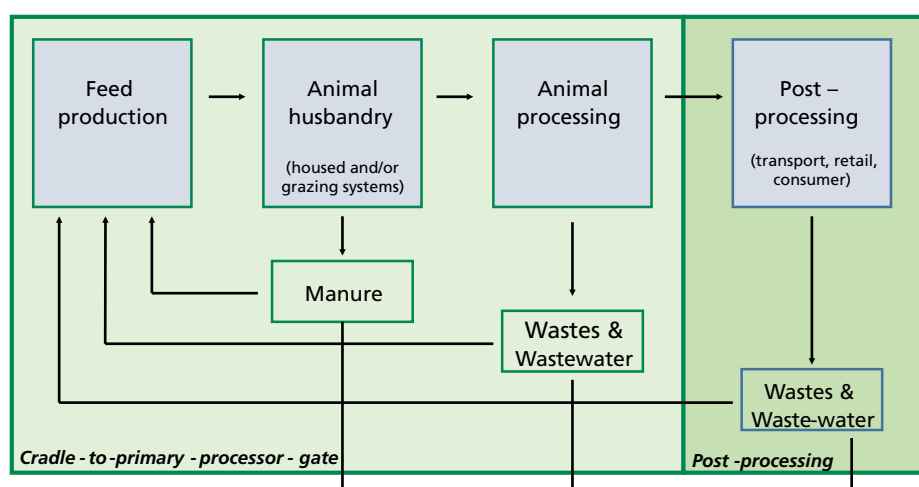 Feed
production
Animal
husbandry
(housed and/or
grazing systems)
Animal
processing
Post –
processing
(transport, retail,
consumer)
Manure
Wastes &
Wastewater
Wastes &
Waste-water
Cradle - to -primary - processor - gate
Post -processing